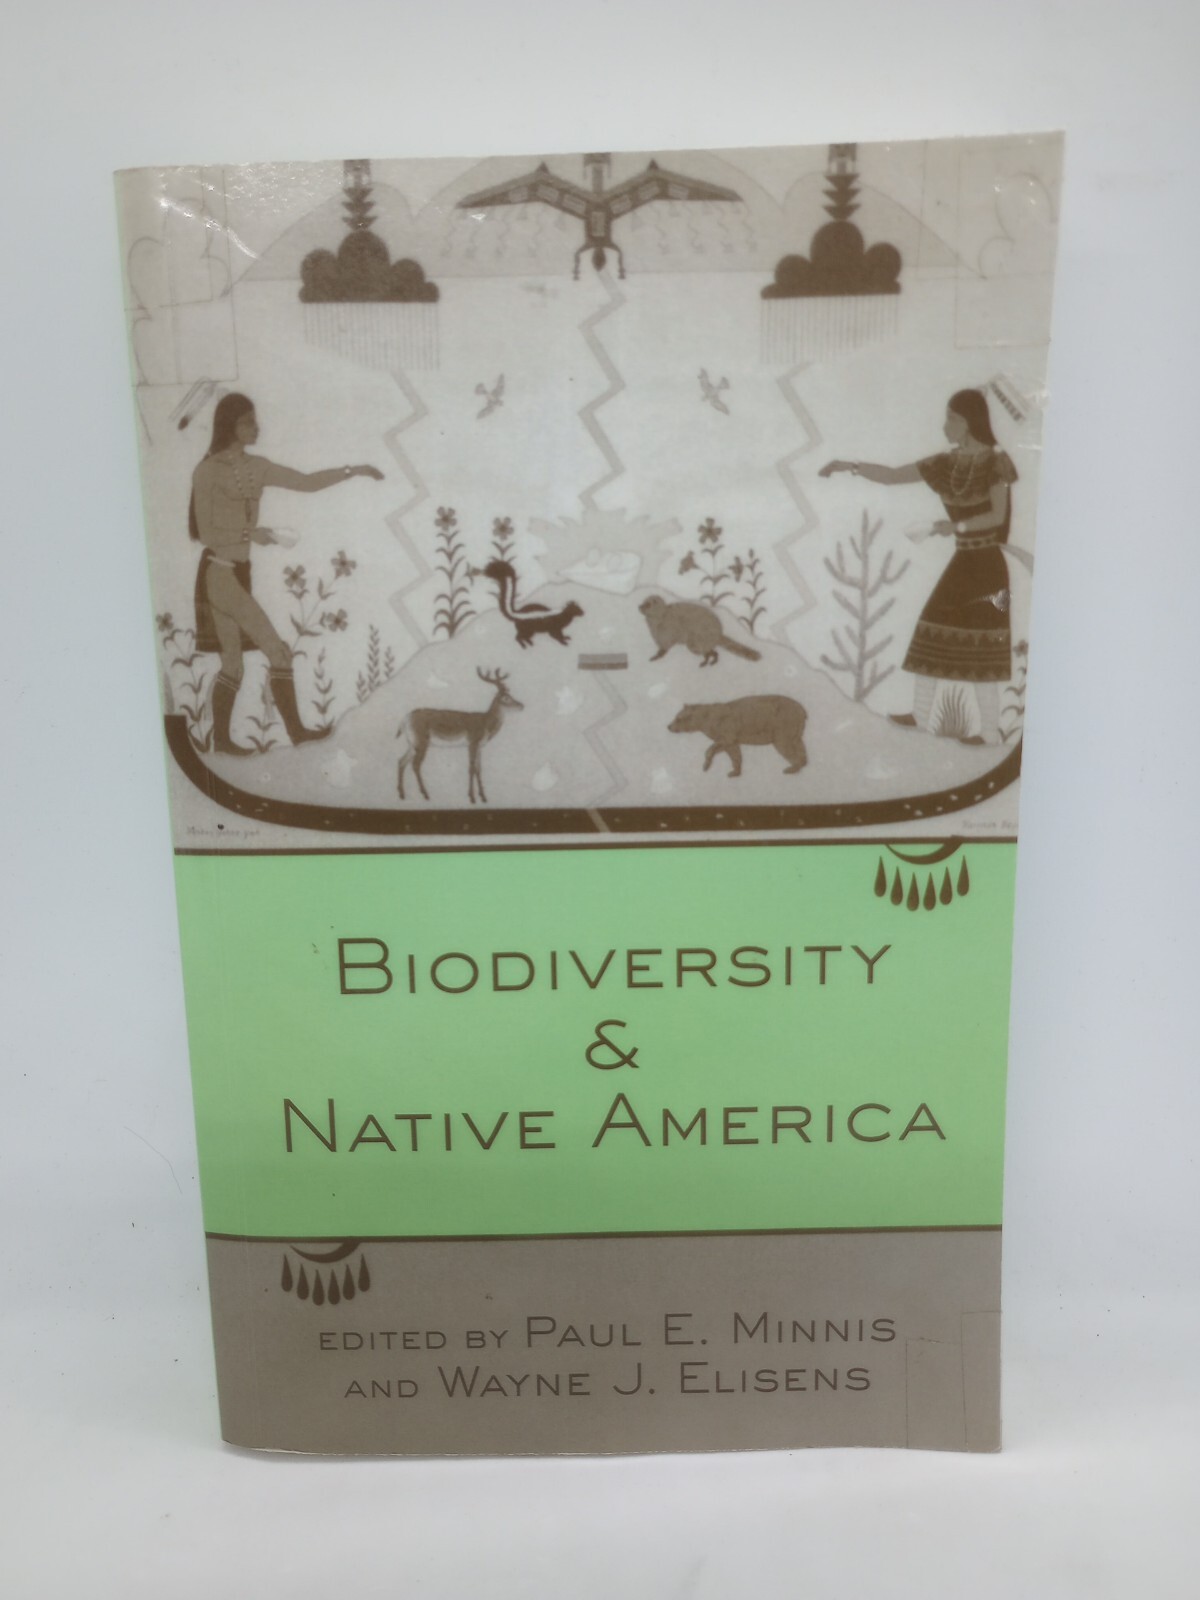 BIODIVERSITY
&
NATIVE AMERICA
EDITED BY PAUL E. MINNIS
AND WAYNE J. ELISENS